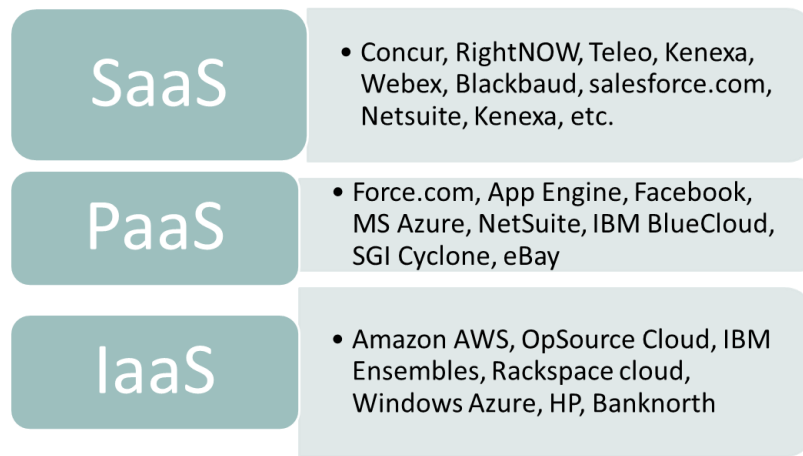 SaaS
• Concur, RightNOW, Teleo, Kenexa,
Webex, Blackbaud, salesforce.com,
Netsuite, Kenexa, etc.
PaaS
• Force.com, App Engine, Facebook,
MS Azure, NetSuite, IBM BlueCloud,
SGI Cyclone, eBay
IaaS
• Amazon AWS, OpSource Cloud, IBM
Ensembles, Rackspace cloud,
Windows Azure, HP, Banknorth